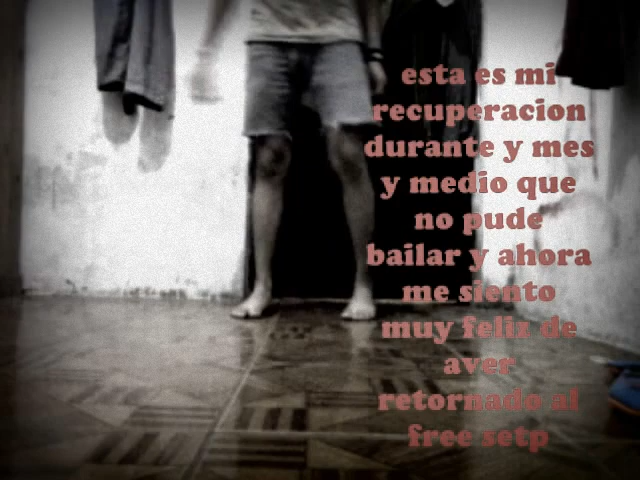 esta es mi
recuperacion
durante y mes
y medio que
no pude
bailar y ahora
me siento
muy feliz de
aver
retornado al
free setp